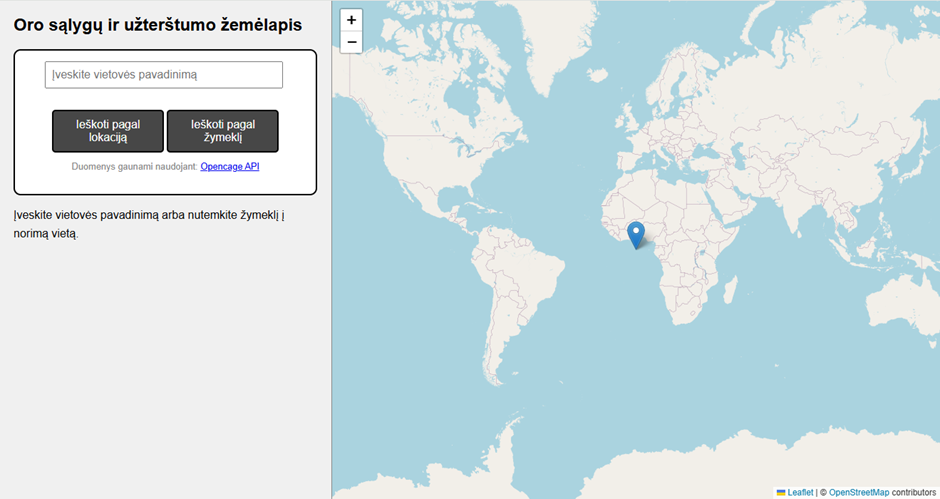 Oro sąlygų ir užterštumo žemėlapis
Įveskite vietovės pavadinimą
Ieškoti pagal
lokaciją
Ieškoti pagal
žymeklį
Duomenys gaunami naudojant: Opencage API
Įveskite vietovės pavadinimą arba nutemkite žymeklį į
norimą vietą.
+
−
Leaflet | © OpenStreetMap contributors